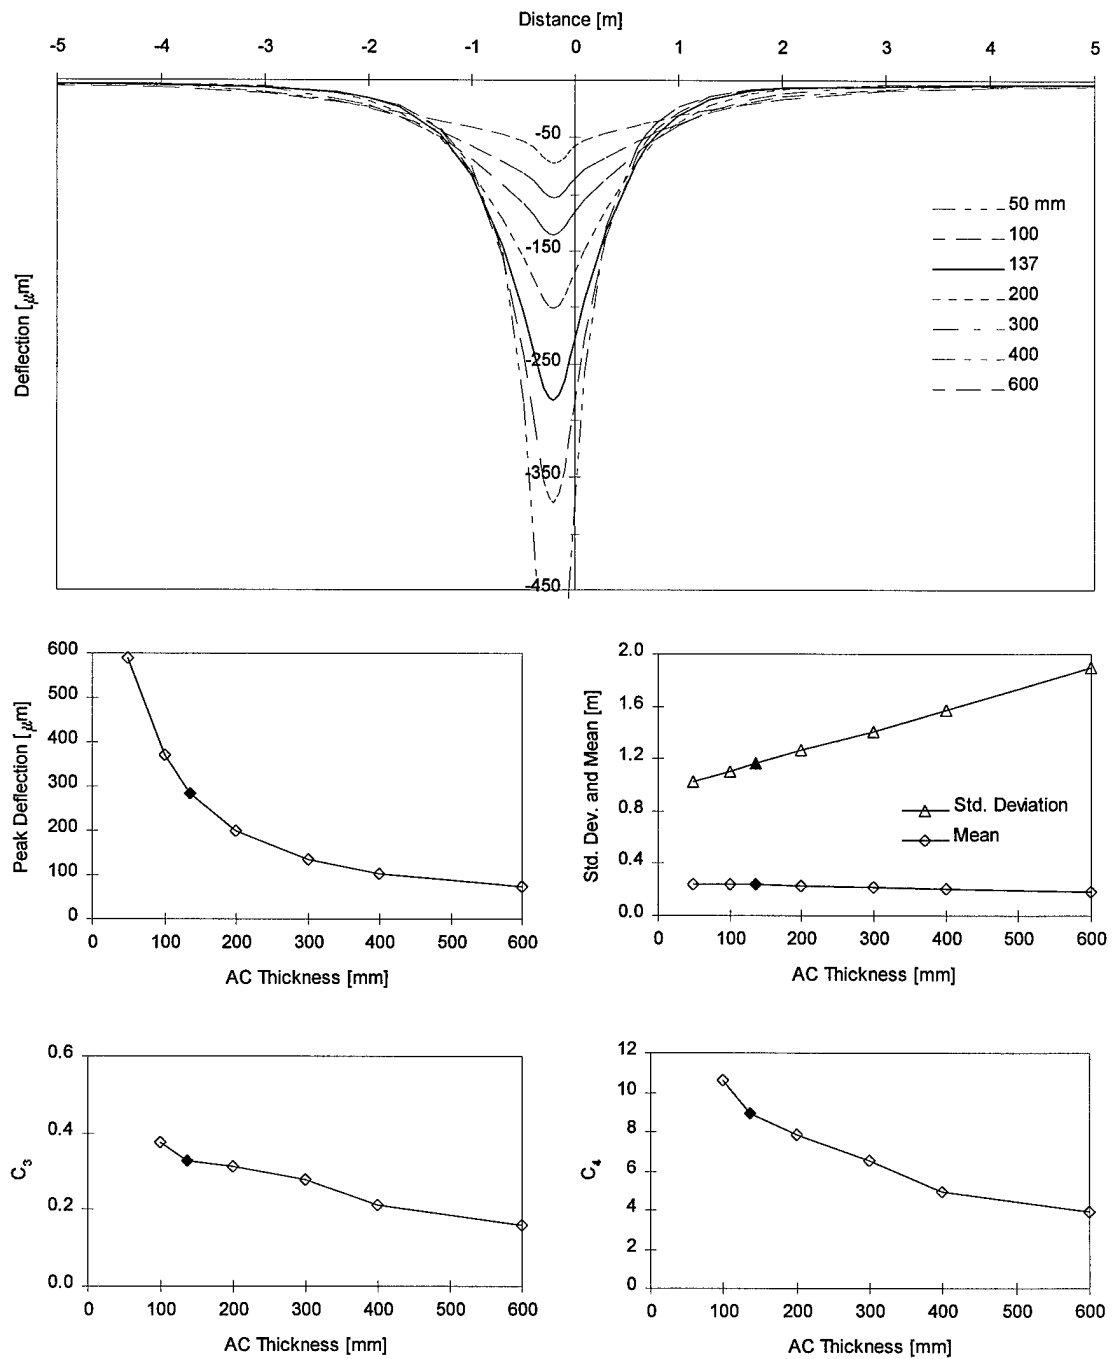 Distance [m]
-5 -4 -3 -2 -1 0 1 2 3 4 5
Deflection [μm]
-50
-150
-250
-350
-450
50 mm
100
137
200
300
400
600
Peak Deflection [μm]
600
500
400
300
200
100
0
0 100 200 300 400 500 600
AC Thickness [mm]
Std. Dev. and Mean [m]
2.0
1.6
1.2
0.8
0.4
0.0
Std. Deviation
Mean
0 100 200 300 400 500 600
AC Thickness [mm]
C₃
0.6
0.4
0.2
0.0
0 100 200 300 400 500 600
AC Thickness [mm]
C₄
12
10
8
6
4
2
0
0 100 200 300 400 500 600
AC Thickness [mm]